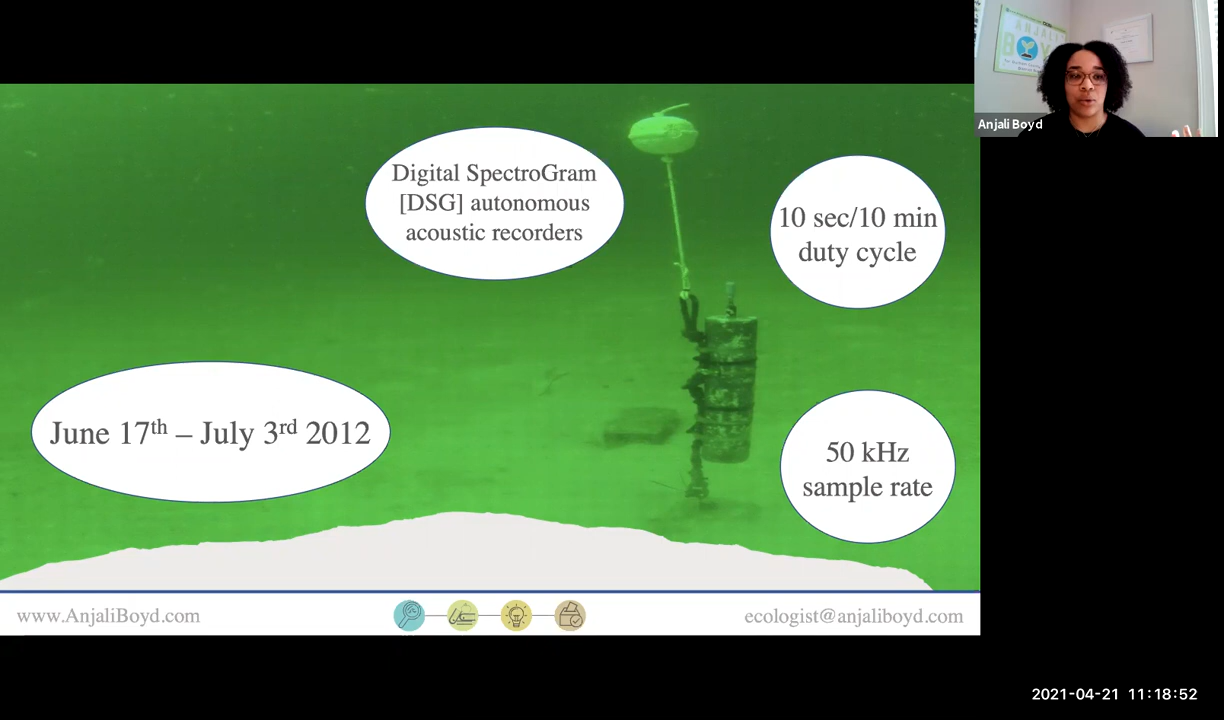 ANJALI
Anjali Boyd
Digital SpectroGram
[DSG] autonomous
acoustic recorders
10 sec/10 min
duty cycle
June 17th – July 3rd 2012
50 kHz
sample rate
www.AnjaliBoyd.com
ecologist@anjaliboyd.com
2021-04-21 11:18:52